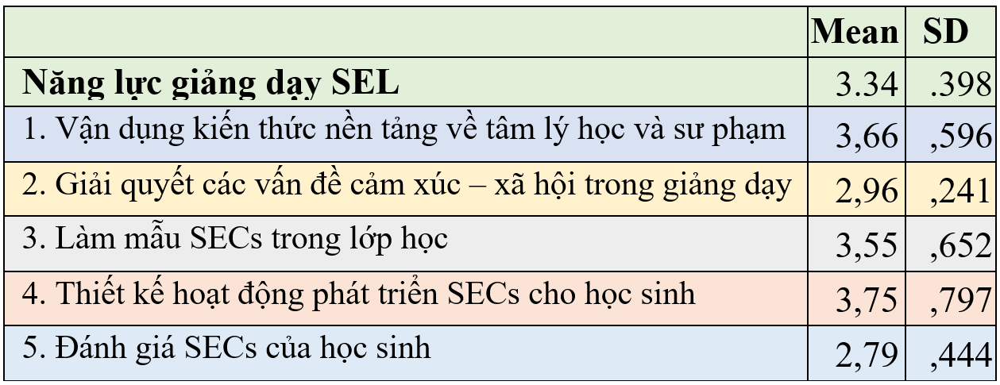 Mean SD
Năng lực giảng dạy SEL 3.34 .398
1. Vận dụng kiến thức nền tảng về tâm lý học và sư phạm 3,66 ,596
2. Giải quyết các vấn đề cảm xúc – xã hội trong giảng dạy 2,96 ,241
3. Làm mẫu SECs trong lớp học 3,55 ,652
4. Thiết kế hoạt động phát triển SECs cho học sinh 3,75 ,797
5. Đánh giá SECs của học sinh 2,79 ,444